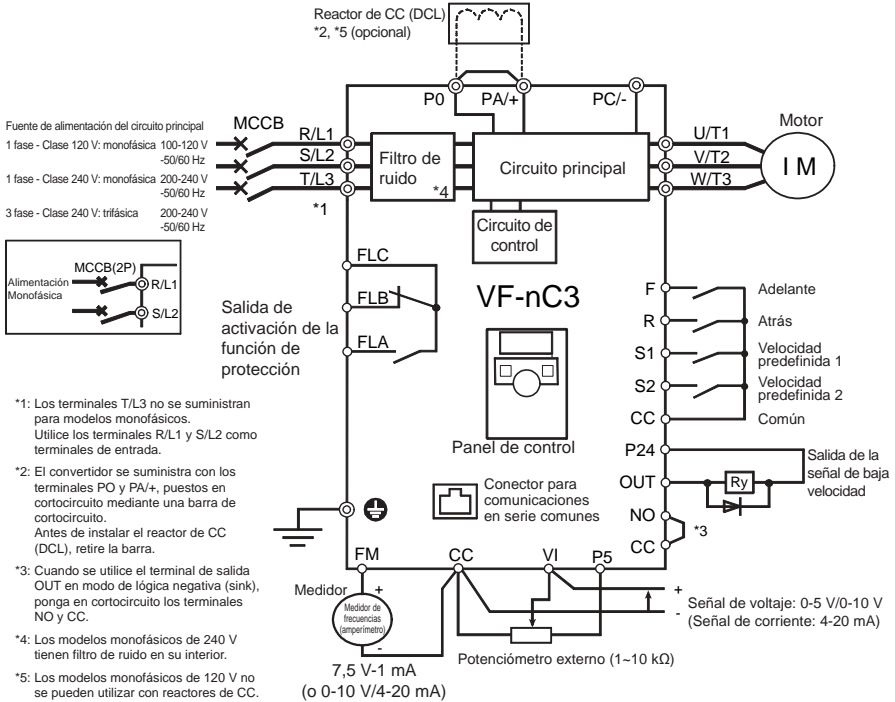 Reactor de CC (DCL)
*2, *5 (opcional)
P0
PA/+
PC/-
Fuente de alimentación del circuito principal
1 fase - Clase 120 V: monofásica 100-120 V
-50/60 Hz
1 fase - Clase 240 V: monofásica 200-240 V
-50/60 Hz
3 fase - Clase 240 V: trifásica 200-240 V
-50/60 Hz
MCCB
R/L1
S/L2
T/L3
*1
Filtro de
ruido
*4
Circuito principal
Circuito de
control
U/T1
V/T2
W/T3
Motor
I M
MCCB(2P)
Alimentación
Monofásica
R/L1
S/L2
FLC
FLB
FLA
Salida de
activación de la
función de
protección
VF-nC3
Panel de control
Conector para
comunicaciones
en serie comunes
F
Adelante
R
Atrás
S1
Velocidad
predefinida 1
S2
Velocidad
predefinida 2
CC
Común
P24
OUT
Ry
Salida de la
señal de baja
velocidad
NO
CC
*3
*1: Los terminales T/L3 no se suministran
para modelos monofásicos.
Utilice los terminales R/L1 y S/L2 como
terminales de entrada.
*2: El convertidor se suministra con los
terminales PO y PA/+, puestos en
cortocircuito mediante una barra de
cortocircuito.
Antes de instalar el reactor de CC
(DCL), retire la barra.
*3: Cuando se utilice el terminal de salida
OUT en modo de lógica negativa (sink),
ponga en cortocircuito los terminales
NO y CC.
*4: Los modelos monofásicos de 240 V
tienen filtro de ruido en su interior.
*5: Los modelos monofásicos de 120 V no
se pueden utilizar con reactores de CC.
FM
CC
VI
P5
Medidor
+
Medidor de
frecuencias
(amperímetro)
-
7,5 V-1 mA
(o 0-10 V/4-20 mA)
Potenciómetro externo (1~10 kΩ)
+
-
Señal de voltaje: 0-5 V/0-10 V
(Señal de corriente: 4-20 mA)